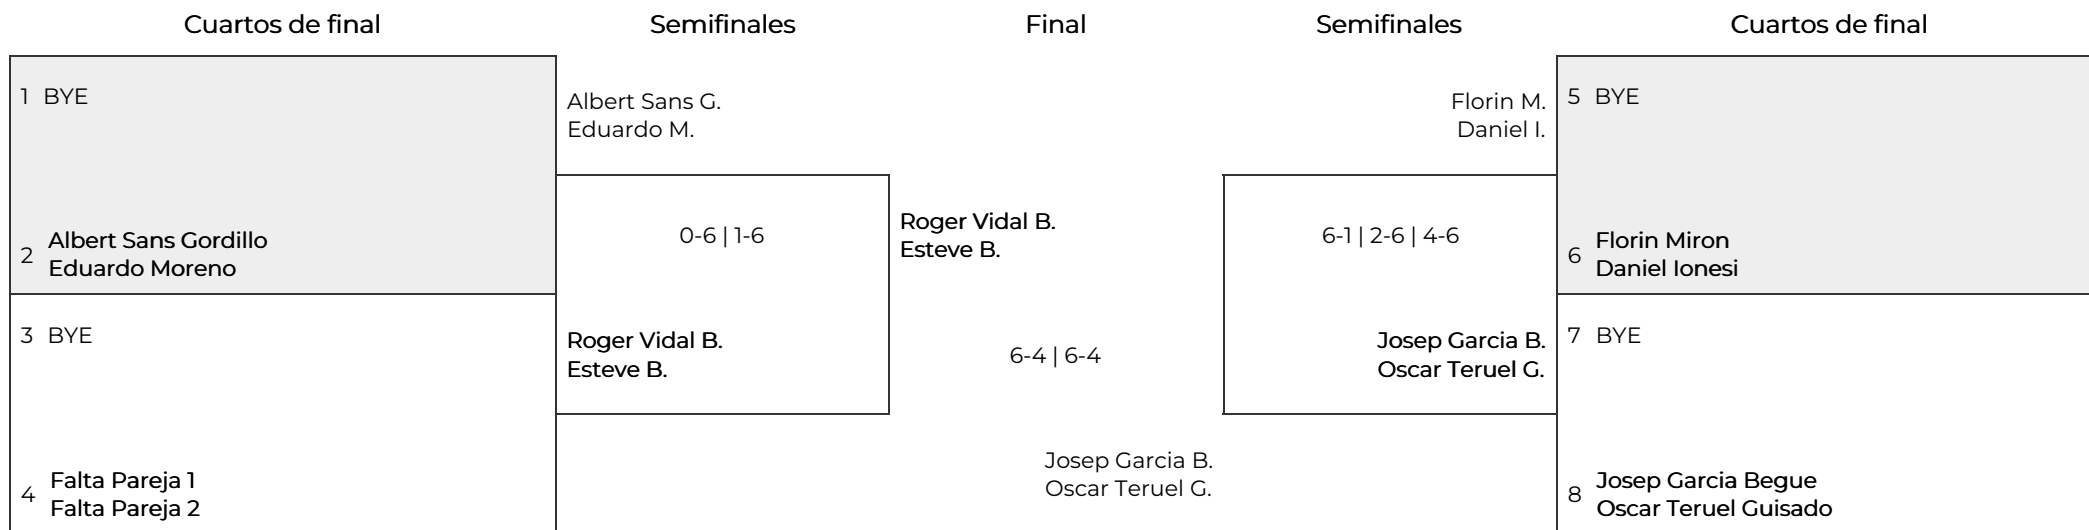 Cuartos de final
Semifinales
Final
Semifinales
Cuartos de final
1 BYE
2 Albert Sans Gordillo
Eduardo Moreno
3 BYE
4 Falta Pareja 1
Falta Pareja 2
Albert Sans G.
Eduardo M.
0-6 | 1-6
Roger Vidal B.
Esteve B.
Roger Vidal B.
Esteve B.
6-4 | 6-4
Josep Garcia B.
Oscar Teruel G.
Florin M.
Daniel I.
6-1 | 2-6 | 4-6
Josep Garcia B.
Oscar Teruel G.
5 BYE
6 Florin Miron
Daniel Ionesi
7 BYE
8 Josep Garcia Begue
Oscar Teruel Guisado